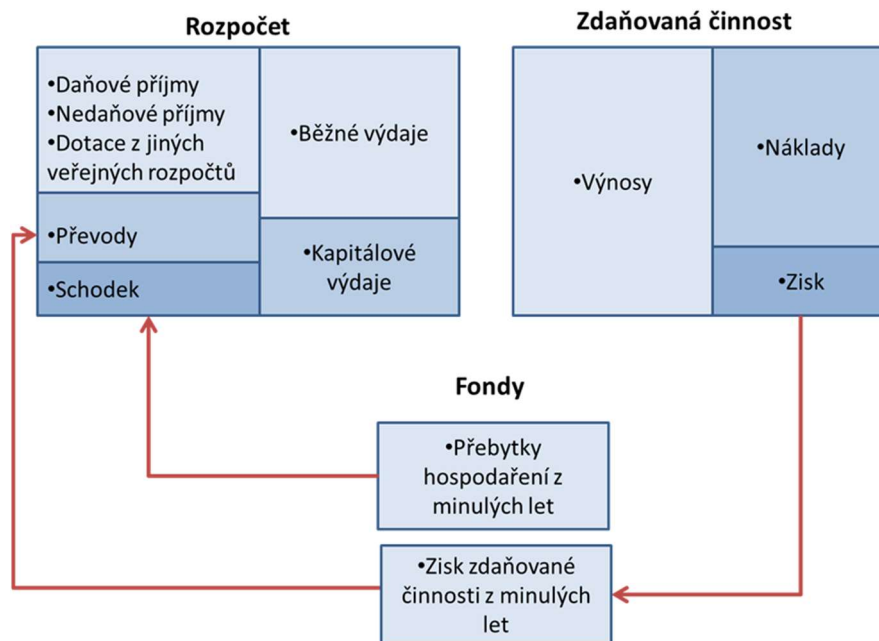 Rozpočet
•Daňové příjmy
•Nedaňové příjmy
•Dotace z jiných
veřejných rozpočtů
•Převody
•Schodek
•Běžné výdaje
•Kapitálové
výdaje
Zdaňovaná činnost
•Výnosy
•Náklady
•Zisk
Fondy
•Přebytky
hospodaření z
minulých let
•Zisk zdaňované
činnosti z minulých
let